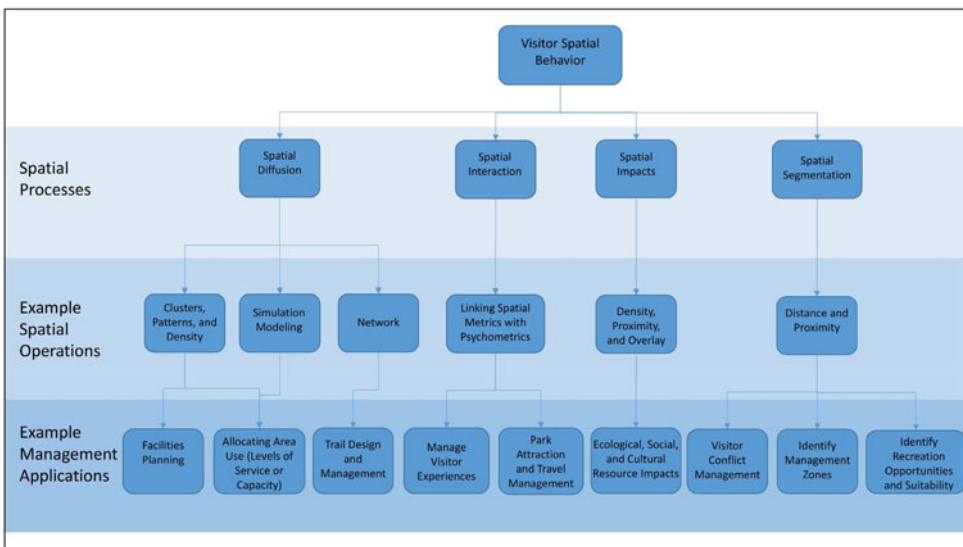 Visitor Spatial
Behavior
Spatial
Processes
Spatial
Diffusion
Spatial
Interaction
Spatial
Impacts
Spatial
Segmentation
Example
Spatial
Operations
Clusters,
Patterns, and
Density
Simulation
Modeling
Network
Linking Spatial
Metrics with
Psychometrics
Density,
Proximity,
and Overlay
Distance and
Proximity
Example
Management
Applications
Facilities
Planning
Allocating Area
Use (Levels of
Service or
Capacity)
Trail Design
and
Management
Manage
Visitor
Experiences
Park
Attraction
and Travel
Management
Ecological, Social,
and Cultural
Resource Impacts
Visitor
Conflict
Management
Identify
Management
Zones
Identify
Recreation
Opportunities
and Suitability